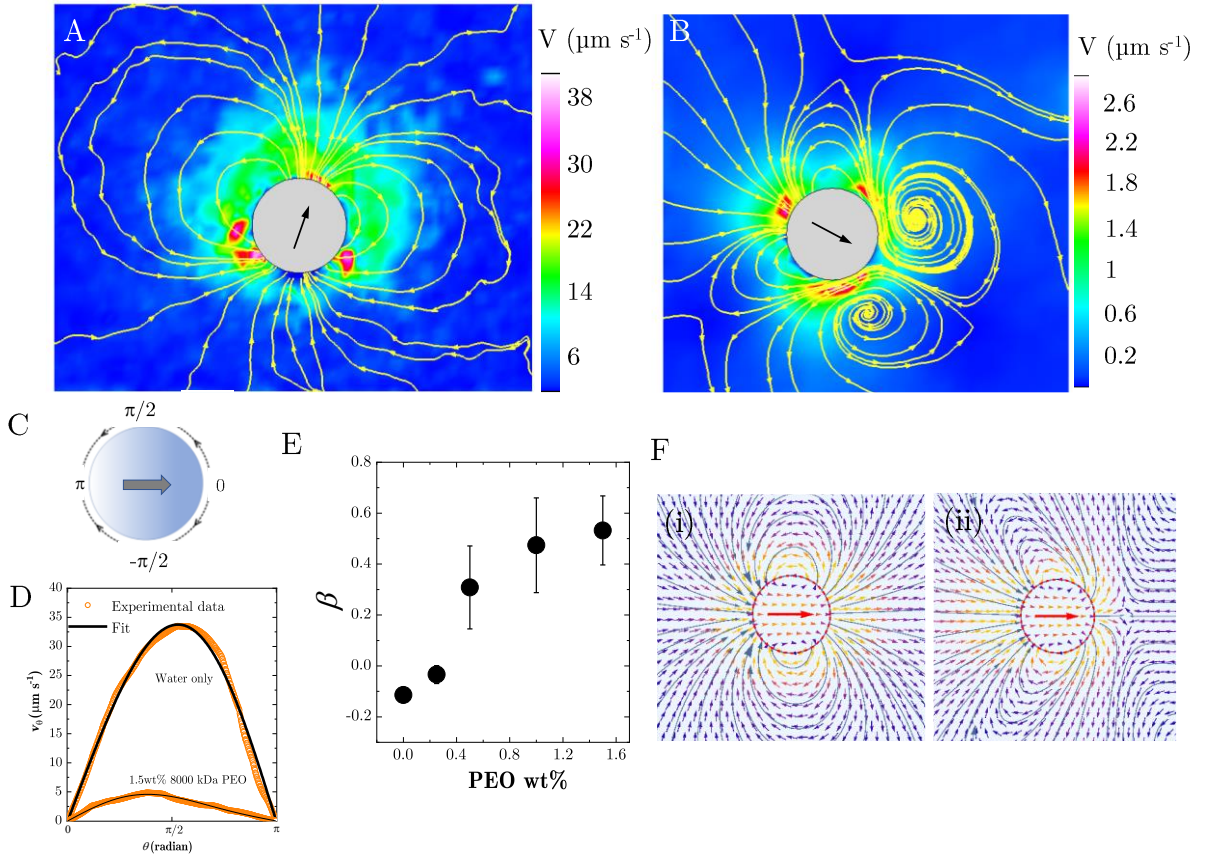 A
V (µm s-1)
38
30
22
14
6
B
V (µm s-1)
2.6
2.2
1.8
1.4
1
0.6
0.2
C
π/2
π
0
-π/2
D
40
35
30
25
20
15
10
5
0
vθ (µm s-1)
Experimental data
Fit
Water only
1.5wt% 8000 kDa PEO
0
π/2
π
θ (radian)
E
0.8
0.6
0.4
0.2
0.0
-0.2
β
0.0
0.4
0.8
1.2
1.6
PEO wt%
F
(i)
(ii)